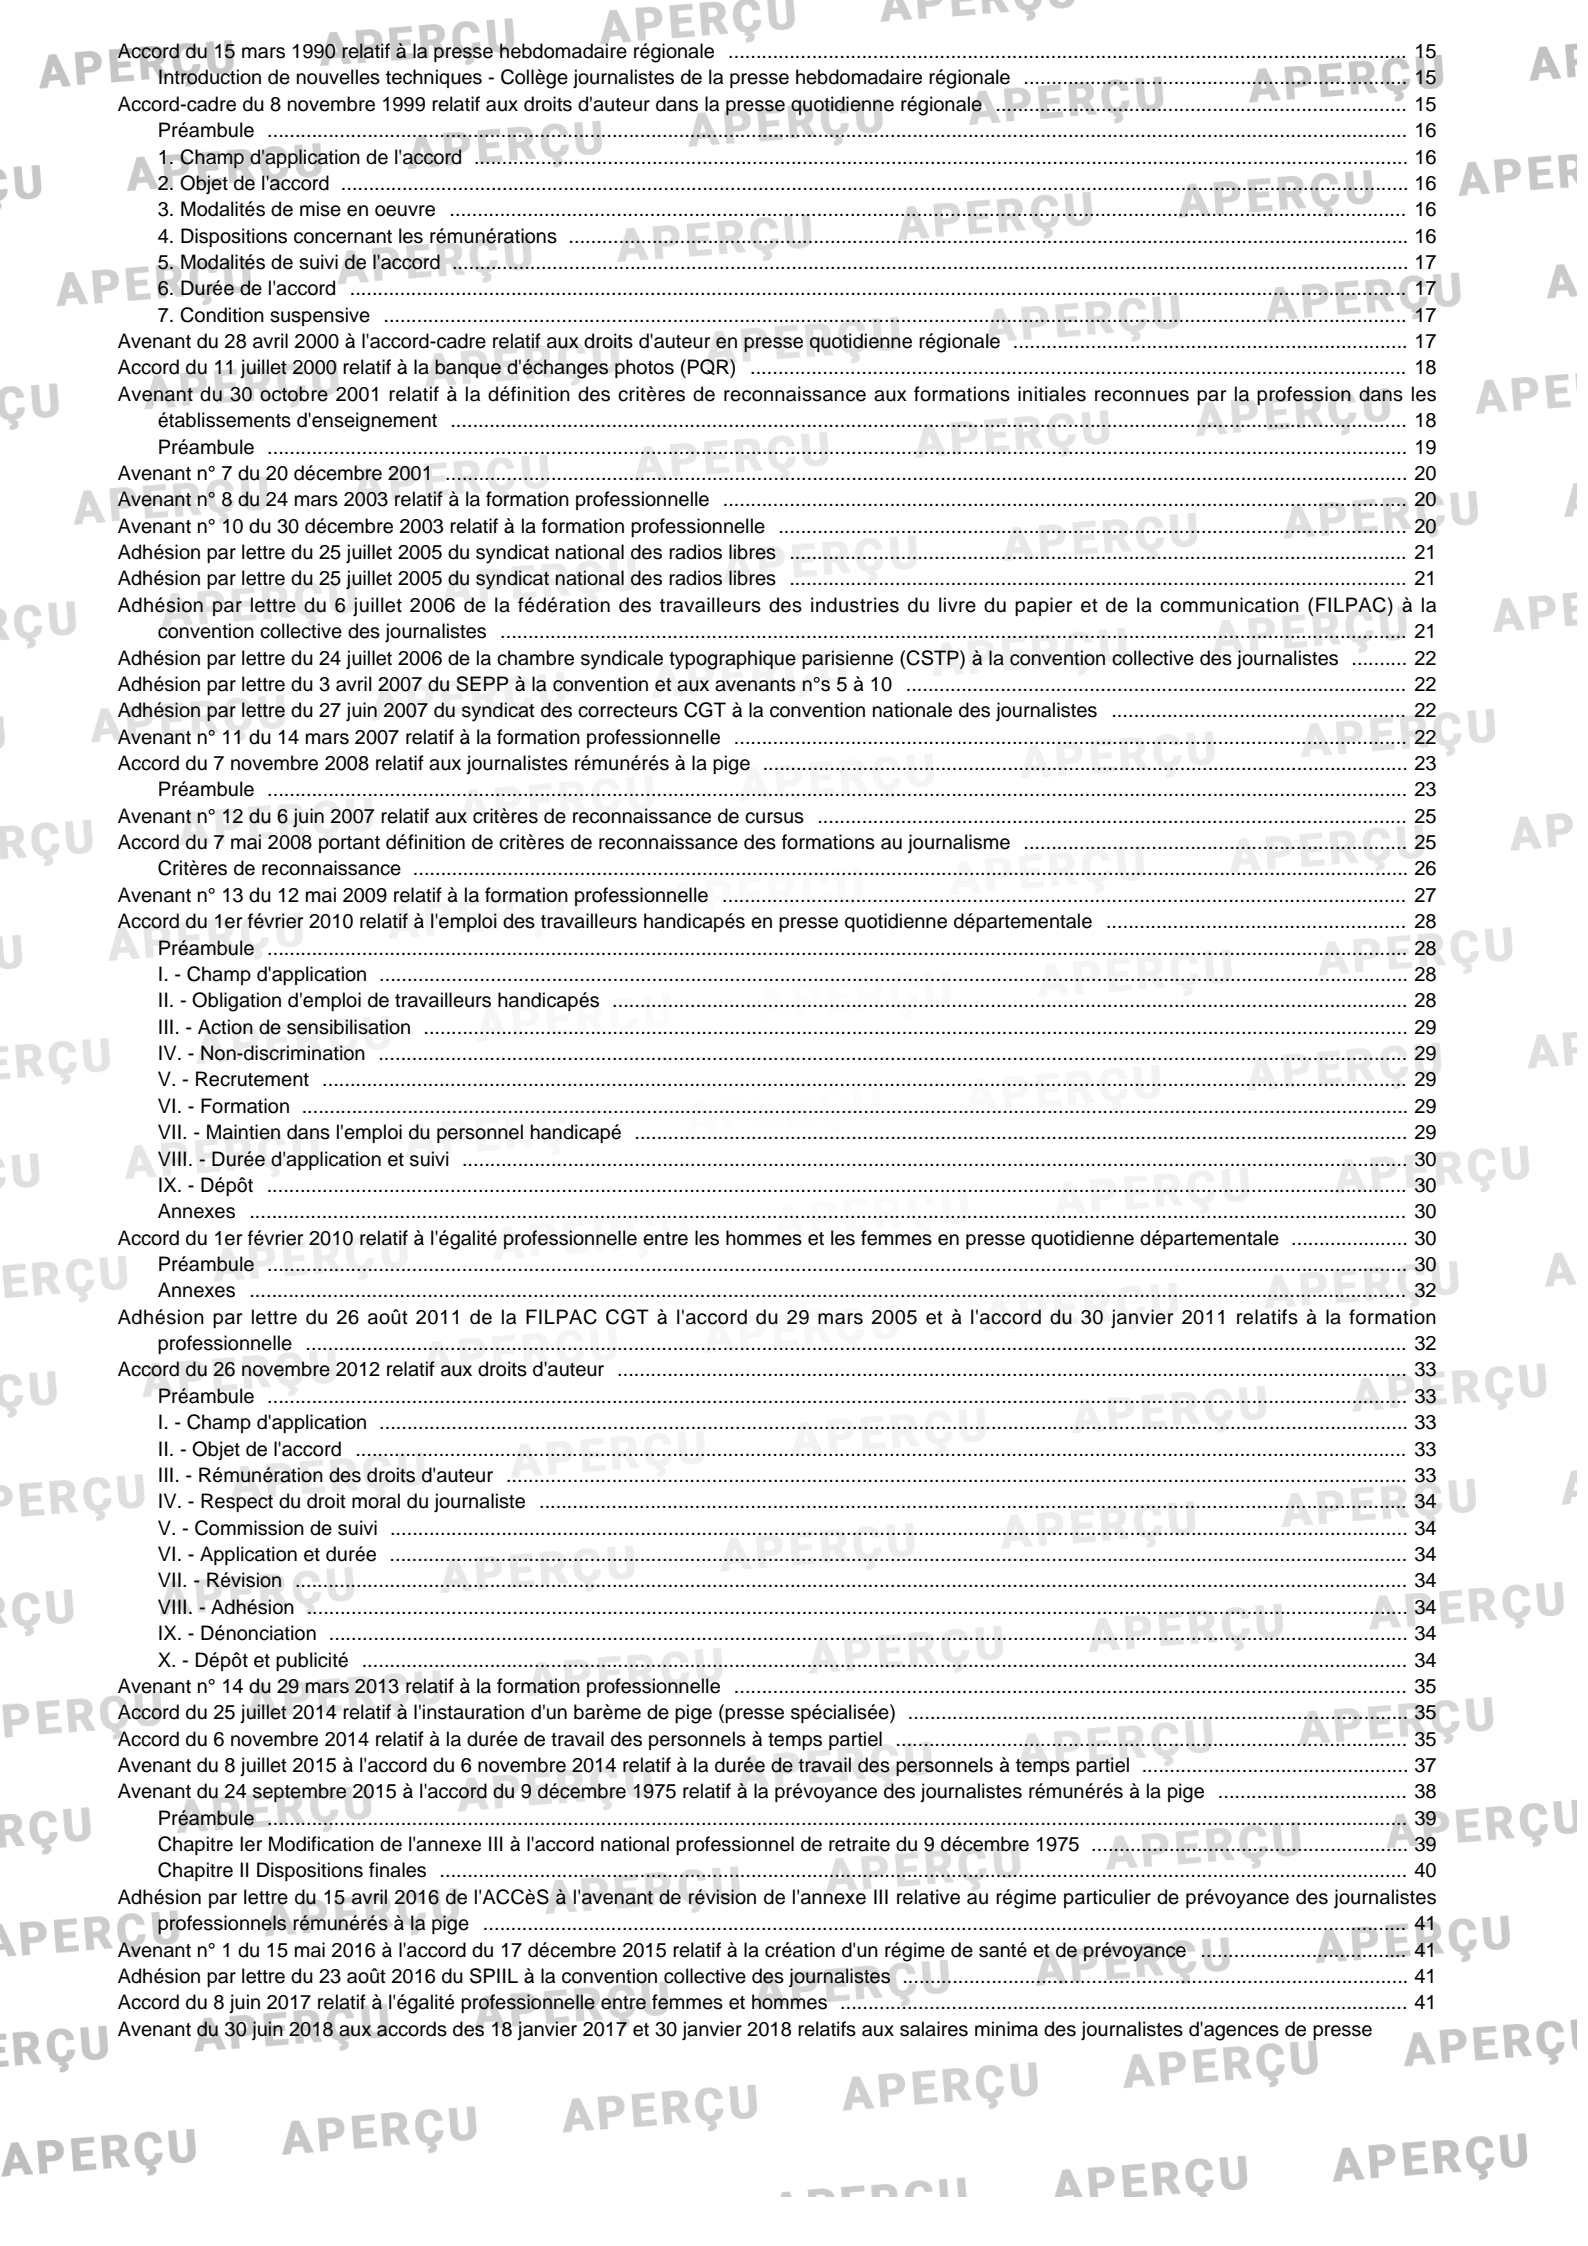 Accord du 15 mars 1990 relatif à la presse hebdomadaire régionale ........ 15
Introduction de nouvelles techniques - Collège journalistes de la presse hebdomadaire régionale ........ 15
Accord-cadre du 8 novembre 1999 relatif aux droits d'auteur dans la presse quotidienne régionale ........ 15
Préambule ........ 16
1. Champ d'application de l'accord ........ 16
2. Objet de l'accord ........ 16
3. Modalités de mise en oeuvre ........ 16
4. Dispositions concernant les rémunérations ........ 16
5. Modalités de suivi de l'accord ........ 17
6. Durée de l'accord ........ 17
7. Condition suspensive ........ 17
Avenant du 28 avril 2000 à l'accord-cadre relatif aux droits d'auteur en presse quotidienne régionale ........ 17
Accord du 11 juillet 2000 relatif à la banque d'échanges photos (PQR) ........ 18
Avenant du 30 octobre 2001 relatif à la définition des critères de reconnaissance aux formations initiales reconnues par la profession dans les
établissements d'enseignement ........ 18
Préambule ........ 19
Avenant n° 7 du 20 décembre 2001 ........ 20
Avenant n° 8 du 24 mars 2003 relatif à la formation professionnelle ........ 20
Avenant n° 10 du 30 décembre 2003 relatif à la formation professionnelle ........ 20
Adhésion par lettre du 25 juillet 2005 du syndicat national des radios libres ........ 21
Adhésion par lettre du 25 juillet 2005 du syndicat national des radios libres ........ 21
Adhésion par lettre du 6 juillet 2006 de la fédération des travailleurs des industries du livre du papier et de la communication (FILPAC) à la
convention collective des journalistes ........ 21
Adhésion par lettre du 24 juillet 2006 de la chambre syndicale typographique parisienne (CSTP) à la convention collective des journalistes ........ 22
Adhésion par lettre du 3 avril 2007 du SEPP à la convention et aux avenants n°s 5 à 10 ........ 22
Adhésion par lettre du 27 juin 2007 du syndicat des correcteurs CGT à la convention nationale des journalistes ........ 22
Avenant n° 11 du 14 mars 2007 relatif à la formation professionnelle ........ 22
Accord du 7 novembre 2008 relatif aux journalistes rémunérés à la pige ........ 23
Préambule ........ 23
Avenant n° 12 du 6 juin 2007 relatif aux critères de reconnaissance de cursus ........ 25
Accord du 7 mai 2008 portant définition de critères de reconnaissance des formations au journalisme ........ 25
Critères de reconnaissance ........ 26
Avenant n° 13 du 12 mai 2009 relatif à la formation professionnelle ........ 27
Accord du 1er février 2010 relatif à l'emploi des travailleurs handicapés en presse quotidienne départementale ........ 28
Préambule ........ 28
I. - Champ d'application ........ 28
II. - Obligation d'emploi de travailleurs handicapés ........ 28
III. - Action de sensibilisation ........ 29
IV. - Non-discrimination ........ 29
V. - Recrutement ........ 29
VI. - Formation ........ 29
VII. - Maintien dans l'emploi du personnel handicapé ........ 29
VIII. - Durée d'application et suivi ........ 30
IX. - Dépôt ........ 30
Annexes ........ 30
Accord du 1er février 2010 relatif à l'égalité professionnelle entre les hommes et les femmes en presse quotidienne départementale ........ 30
Préambule ........ 30
Annexes ........ 32
Adhésion par lettre du 26 août 2011 de la FILPAC CGT à l'accord du 29 mars 2005 et à l'accord du 30 janvier 2011 relatifs à la formation
professionnelle ........ 32
Accord du 26 novembre 2012 relatif aux droits d'auteur ........ 33
Préambule ........ 33
I. - Champ d'application ........ 33
II. - Objet de l'accord ........ 33
III. - Rémunération des droits d'auteur ........ 33
IV. - Respect du droit moral du journaliste ........ 34
V. - Commission de suivi ........ 34
VI. - Application et durée ........ 34
VII. - Révision ........ 34
VIII. - Adhésion ........ 34
IX. - Dénonciation ........ 34
X. - Dépôt et publicité ........ 34
Avenant n° 14 du 29 mars 2013 relatif à la formation professionnelle ........ 35
Accord du 25 juillet 2014 relatif à l'instauration d'un barème de pige (presse spécialisée) ........ 35
Accord du 6 novembre 2014 relatif à la durée de travail des personnels à temps partiel ........ 35
Avenant du 8 juillet 2015 à l'accord du 6 novembre 2014 relatif à la durée de travail des personnels à temps partiel ........ 37
Avenant du 24 septembre 2015 à l'accord du 9 décembre 1975 relatif à la prévoyance des journalistes rémunérés à la pige ........ 38
Préambule ........ 39
Chapitre Ier Modification de l'annexe III à l'accord national professionnel de retraite du 9 décembre 1975 ........ 39
Chapitre II Dispositions finales ........ 40
Adhésion par lettre du 15 avril 2016 de l'ACCèS à l'avenant de révision de l'annexe III relative au régime particulier de prévoyance des journalistes
professionnels rémunérés à la pige ........ 41
Avenant n° 1 du 15 mai 2016 à l'accord du 17 décembre 2015 relatif à la création d'un régime de santé et de prévoyance ........ 41
Adhésion par lettre du 23 août 2016 du SPIIL à la convention collective des journalistes ........ 41
Accord du 8 juin 2017 relatif à l'égalité professionnelle entre femmes et hommes ........ 41
Avenant du 30 juin 2018 aux accords des 18 janvier 2017 et 30 janvier 2018 relatifs aux salaires minima des journalistes d'agences de presse
APERÇU